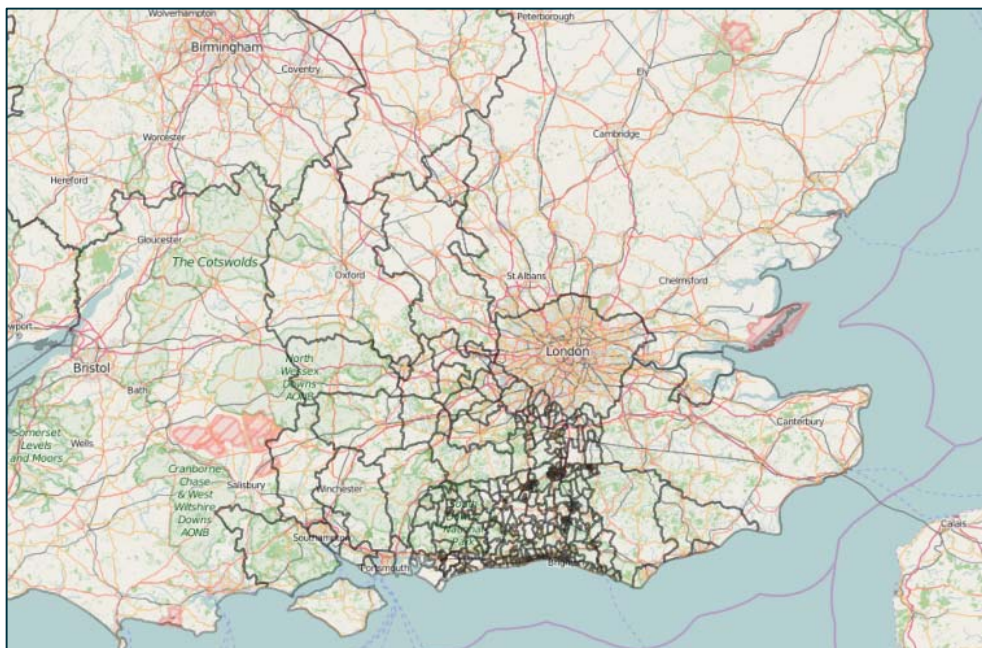 Wolverhampton
Peterborough
Birmingham
Coventry
Ely
Worcester
Cambridge
Hereford
Gloucester
The Cotswolds
Oxford
St Albans
Chelmsford
London
Bristol
North
Wessex
Downs
AONB
Bath
Canterbury
Somerset
Levels
and Moors
Wells
Cranborne
Chase
& West
Wiltshire
Downs
AONB
Salisbury
Winchester
Southampton
Portsmouth
Calais